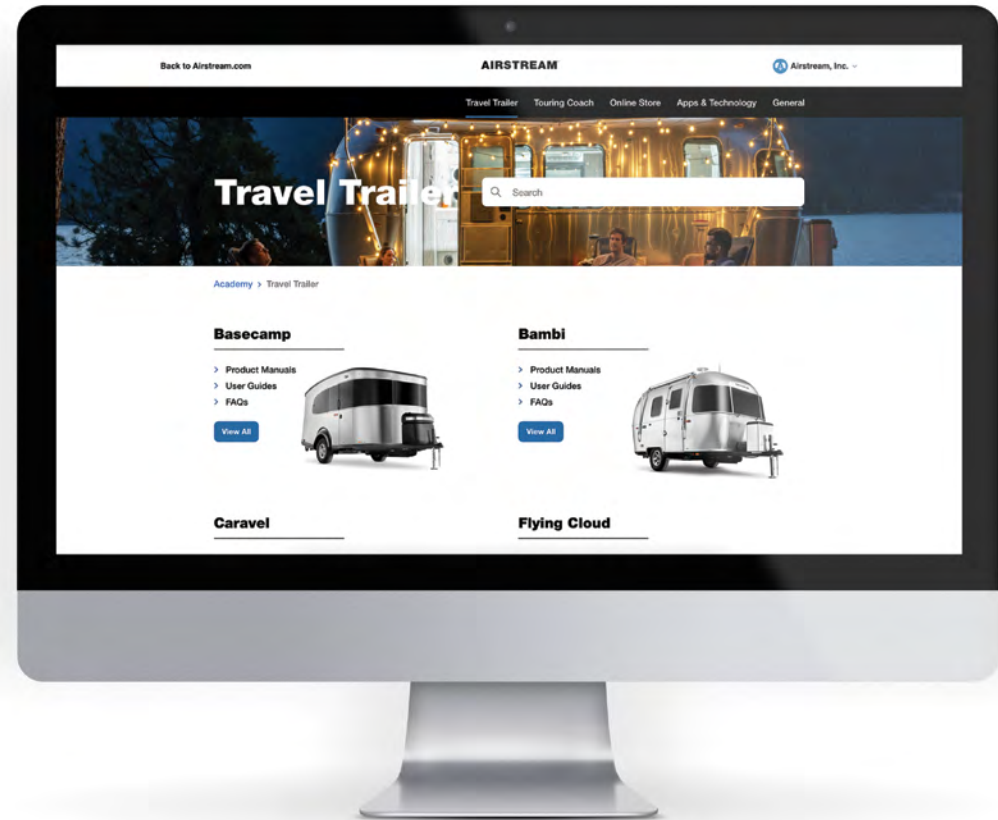 Back to Airstream.com
AIRSTREAM
Airstream, Inc.
Travel Trailer Touring Coach Online Store Apps & Technology General
Travel Trailer
Search
Academy > Travel Trailer
Basecamp
> Product Manuals
> User Guides
> FAQs
View All
Bambi
> Product Manuals
> User Guides
> FAQs
View All
Caravel
Flying Cloud